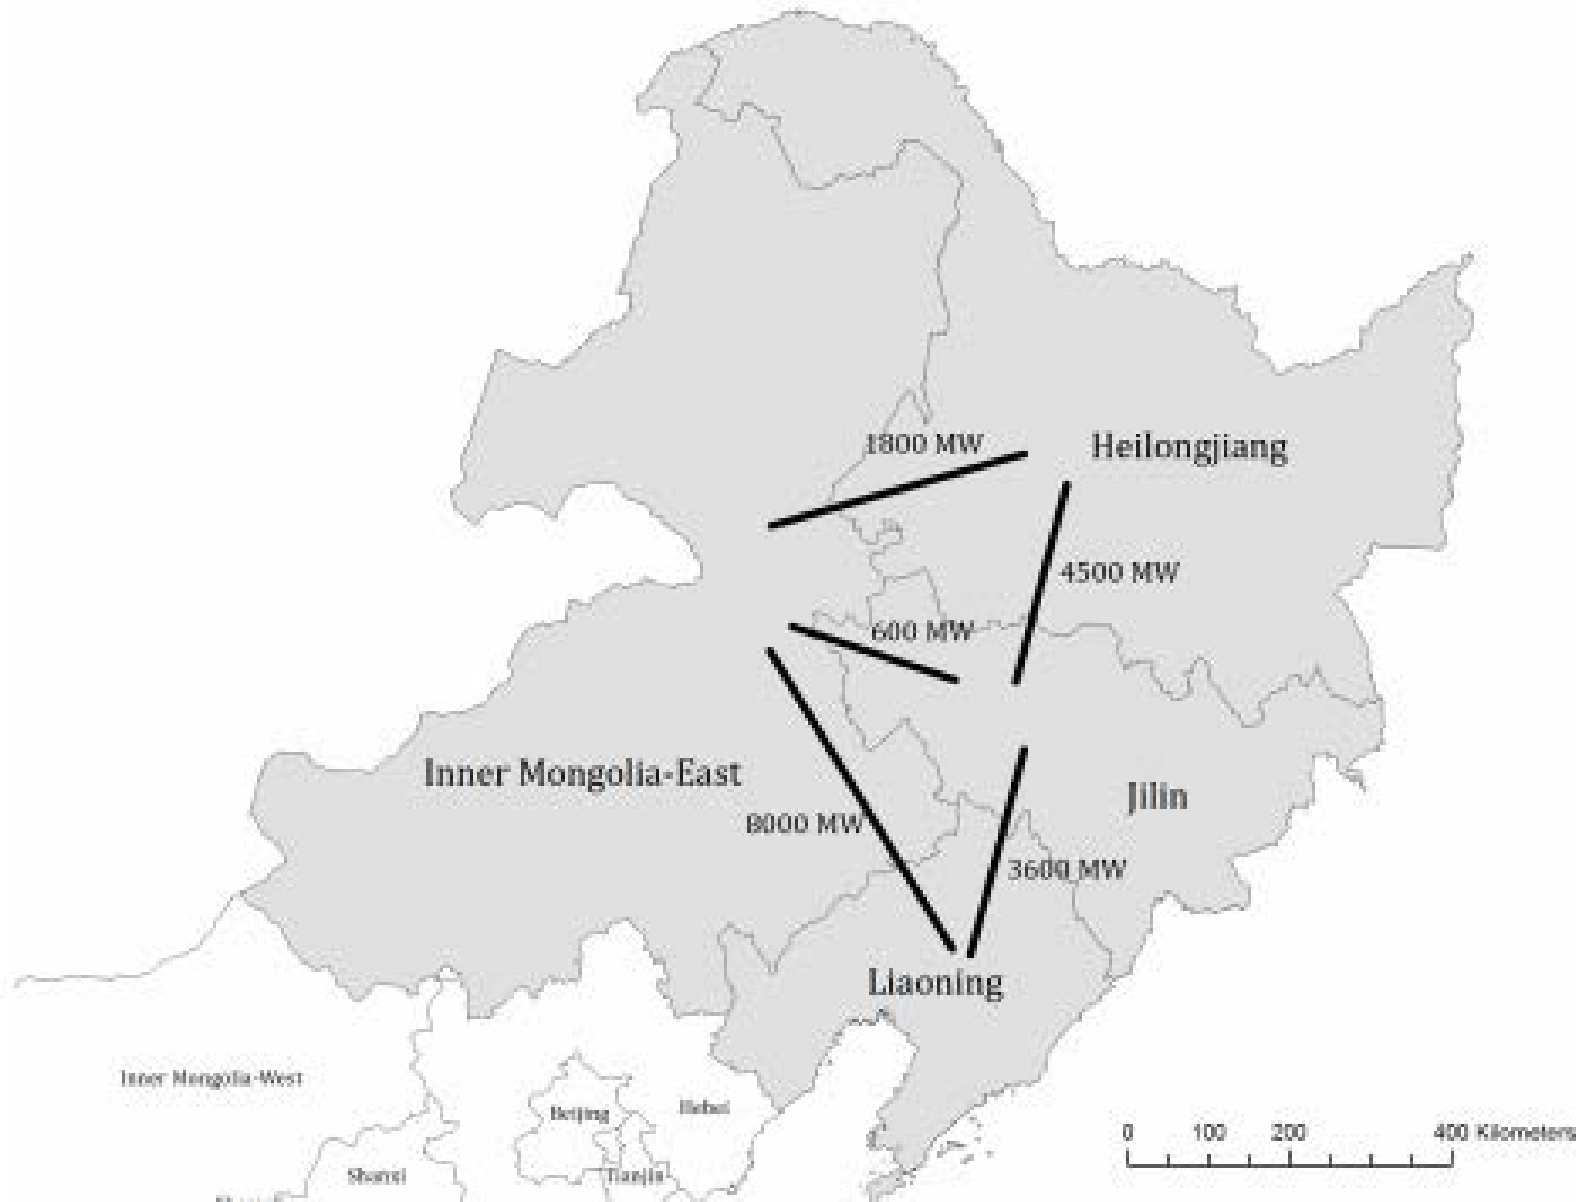 1800 MW
Heilongjiang
4500 MW
600 MW
Inner Mongolia-East
Jilin
8000 MW
3600 MW
Liaoning
Inner Mongolia-West
Beijing
Hebei
Shanxi
Tianjin
0 100 200 400 Kilometers